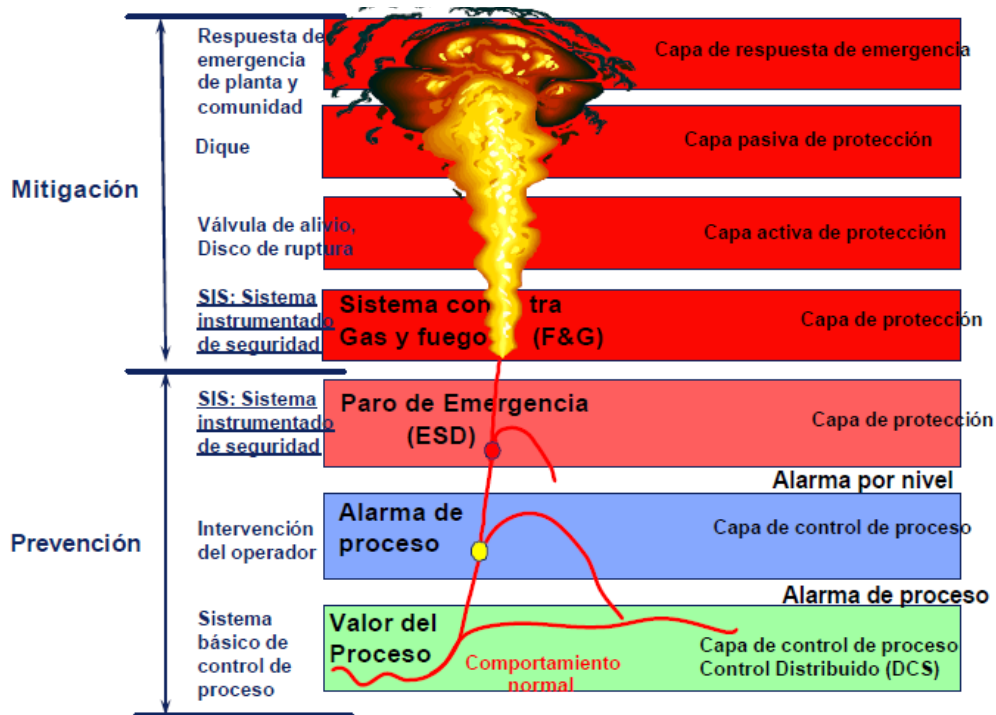 Respuesta de
emergencia
de planta y
comunidad
Capa de respuesta de emergencia
Dique
Capa pasiva de protección
Mitigación
Válvula de alivio,
Disco de ruptura
Capa activa de protección
SIS: Sistema
instrumentado
de seguridad
Sistema con tra
Gas y fuego (F&G)
Capa de protección
SIS: Sistema
instrumentado
de seguridad
Paro de Emergencia
(ESD)
Capa de protección
Alarma por nivel
Prevención
Intervención
del operador
Alarma de
proceso
Capa de control de proceso
Alarma de proceso
Sistema
básico de
control de
proceso
Valor del
Proceso
Comportamiento
normal
Capa de control de proceso
Control Distribuido (DCS)